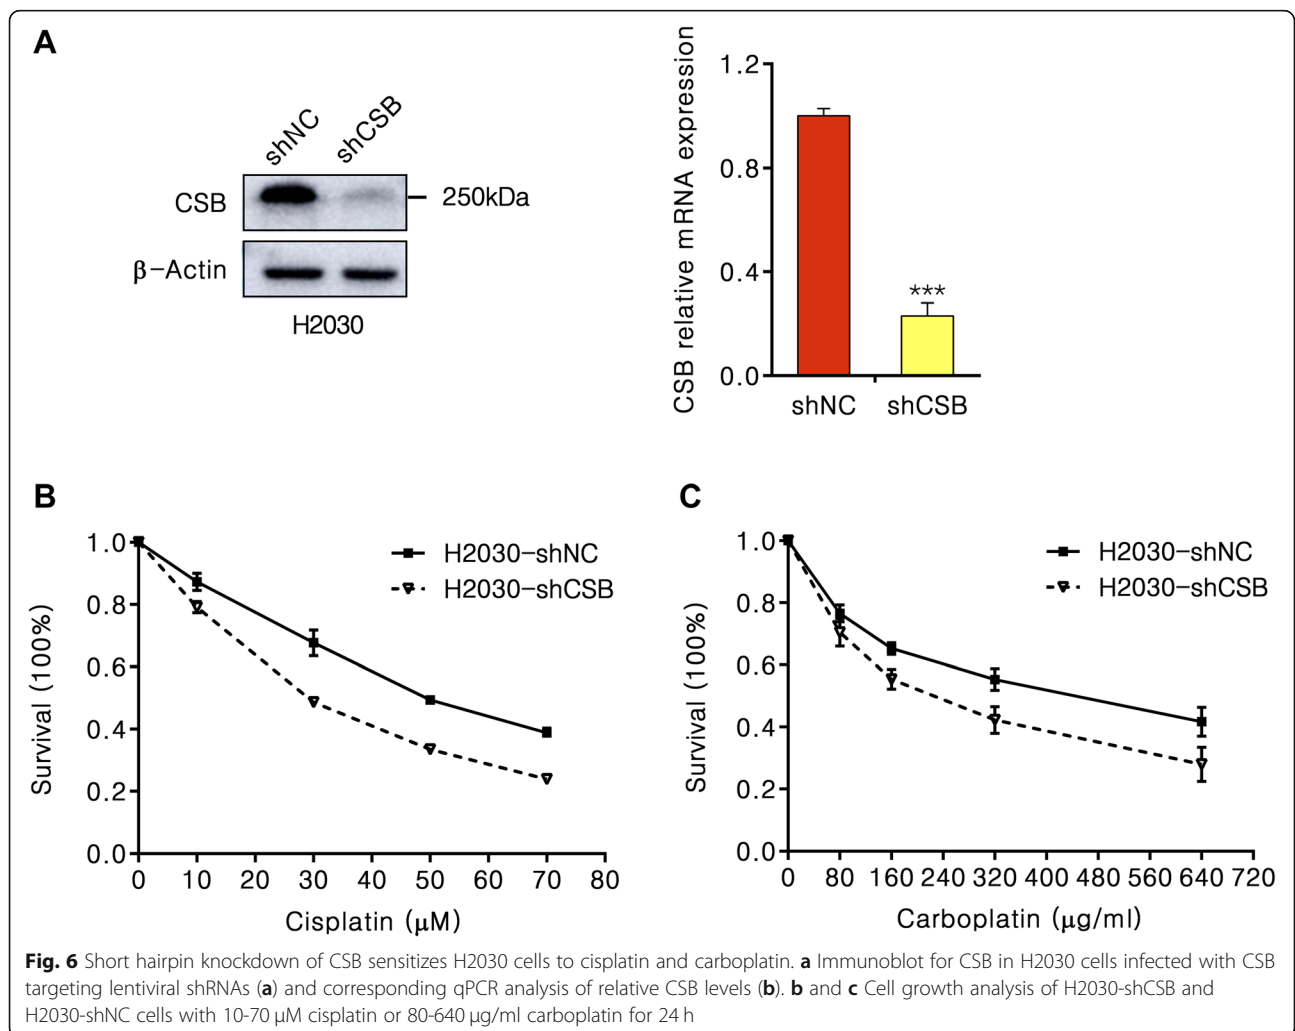 A
shNC shCSB
CSB 250kDa
β-Actin
H2030
CSB relative mRNA expression
1.2
0.8
0.4
0.0
***
shNC shCSB
B
Survival (100%)
1.0
0.8
0.6
0.4
0.2
0.0
H2030-shNC
H2030-shCSB
0 10 20 30 40 50 60 70 80
Cisplatin (μM)
C
Survival (100%)
1.0
0.8
0.6
0.4
0.2
0.0
H2030-shNC
H2030-shCSB
0 80 160 240 320 400 480 560 640 720
Carboplatin (μg/ml)
Fig. 6 Short hairpin knockdown of CSB sensitizes H2030 cells to cisplatin and carboplatin. a Immunoblot for CSB in H2030 cells infected with CSB
targeting lentiviral shRNAs (a) and corresponding qPCR analysis of relative CSB levels (b). b and c Cell growth analysis of H2030-shCSB and
H2030-shNC cells with 10-70 μM cisplatin or 80-640 μg/ml carboplatin for 24 h